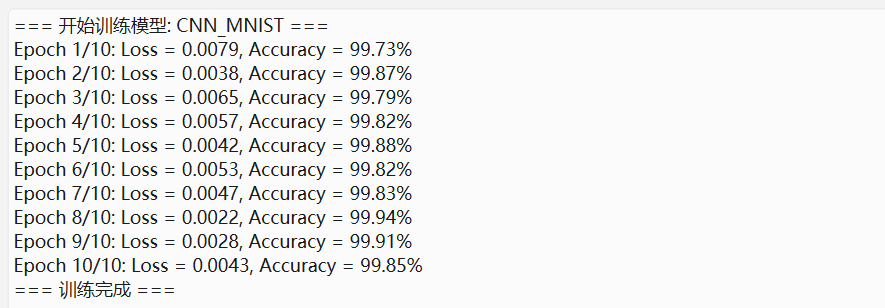 === 开始训练模型: CNN_MNIST ===
Epoch 1/10: Loss = 0.0079, Accuracy = 99.73%
Epoch 2/10: Loss = 0.0038, Accuracy = 99.87%
Epoch 3/10: Loss = 0.0065, Accuracy = 99.79%
Epoch 4/10: Loss = 0.0057, Accuracy = 99.82%
Epoch 5/10: Loss = 0.0042, Accuracy = 99.88%
Epoch 6/10: Loss = 0.0053, Accuracy = 99.82%
Epoch 7/10: Loss = 0.0047, Accuracy = 99.83%
Epoch 8/10: Loss = 0.0022, Accuracy = 99.94%
Epoch 9/10: Loss = 0.0028, Accuracy = 99.91%
Epoch 10/10: Loss = 0.0043, Accuracy = 99.85%
=== 训练完成 ===